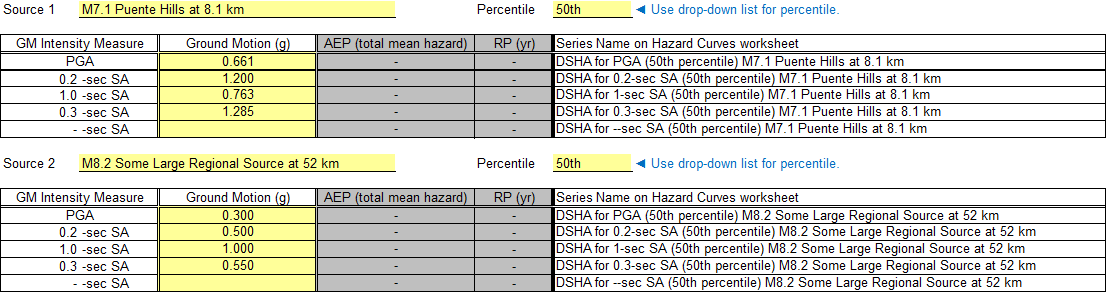 Source 1 M7.1 Puente Hills at 8.1 km Percentile 50th ◄ Use drop-down list for percentile.
GM Intensity Measure Ground Motion (g) AEP (total mean hazard) RP (yr) Series Name on Hazard Curves worksheet
PGA 0.661 - - DSHA for PGA (50th percentile) M7.1 Puente Hills at 8.1 km
0.2 -sec SA 1.200 - - DSHA for 0.2-sec SA (50th percentile) M7.1 Puente Hills at 8.1 km
1.0 -sec SA 0.763 - - DSHA for 1-sec SA (50th percentile) M7.1 Puente Hills at 8.1 km
0.3 -sec SA 1.285 - - DSHA for 0.3-sec SA (50th percentile) M7.1 Puente Hills at 8.1 km
- -sec SA - - DSHA for --sec SA (50th percentile) M7.1 Puente Hills at 8.1 km
Source 2 M8.2 Some Large Regional Source at 52 km Percentile 50th ◄ Use drop-down list for percentile.
GM Intensity Measure Ground Motion (g) AEP (total mean hazard) RP (yr) Series Name on Hazard Curves worksheet
PGA 0.300 - - DSHA for PGA (50th percentile) M8.2 Some Large Regional Source at 52 km
0.2 -sec SA 0.500 - - DSHA for 0.2-sec SA (50th percentile) M8.2 Some Large Regional Source at 52 km
1.0 -sec SA 1.000 - - DSHA for 1-sec SA (50th percentile) M8.2 Some Large Regional Source at 52 km
0.3 -sec SA 0.550 - - DSHA for 0.3-sec SA (50th percentile) M8.2 Some Large Regional Source at 52 km
- -sec SA - - DSHA for --sec SA (50th percentile) M8.2 Some Large Regional Source at 52 km